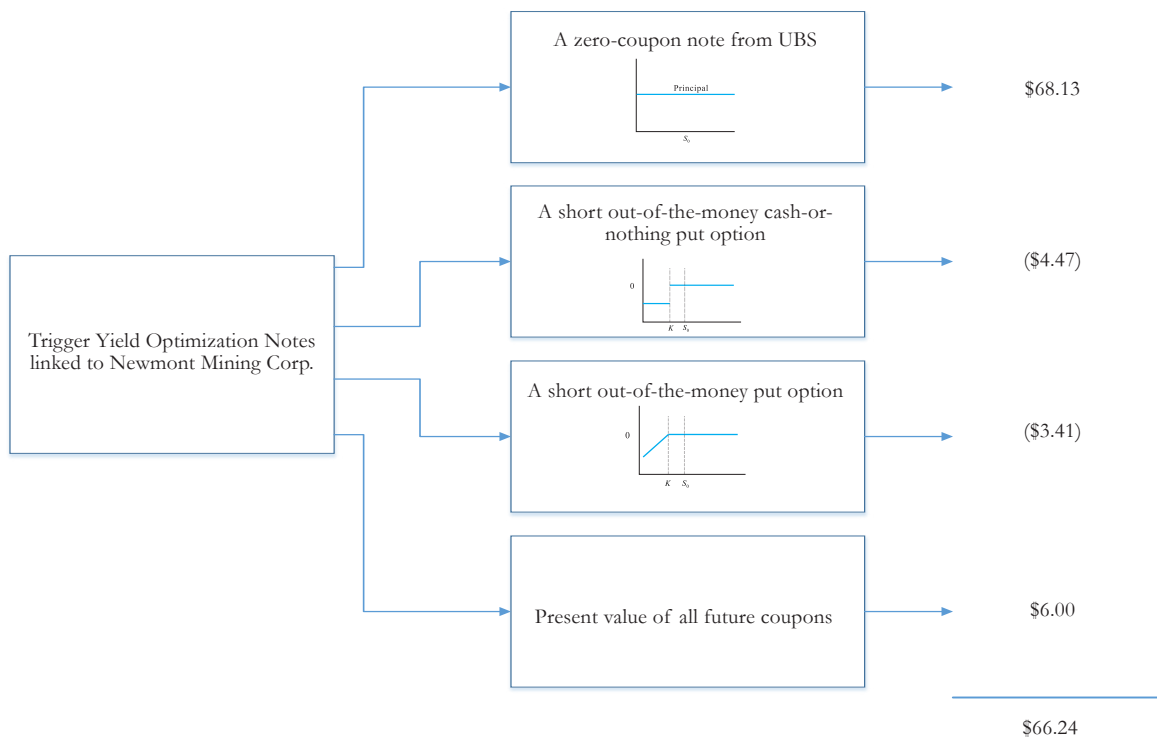 A zero-coupon note from UBS
Principal
S₀
$68.13
A short out-of-the-money cash-or-
nothing put option
0
K S₀
($4.47)
Trigger Yield Optimization Notes
linked to Newmont Mining Corp.
A short out-of-the-money put option
0
K S₀
($3.41)
Present value of all future coupons
$6.00
$66.24